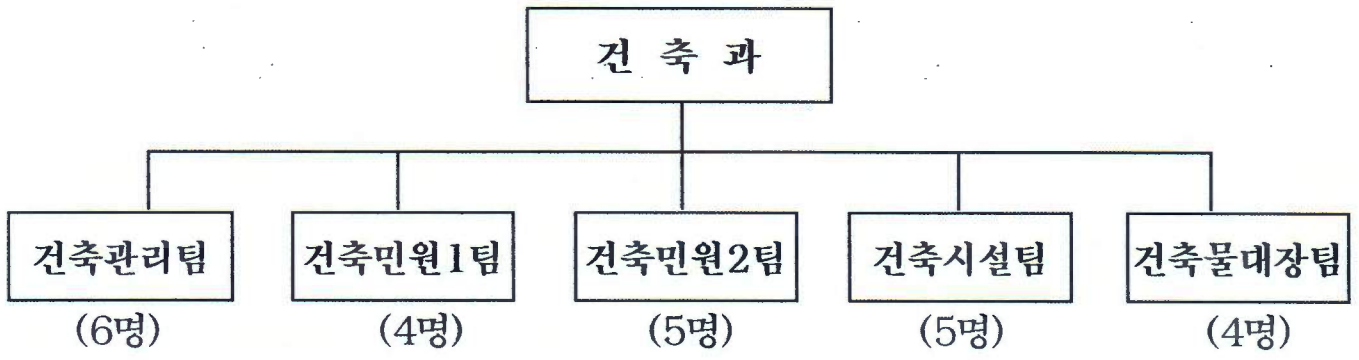 건 축 과
건축관리팀 건축민원1팀 건축민원2팀 건축시설팀 건축물대장팀
(6명) (4명) (5명) (5명) (4명)